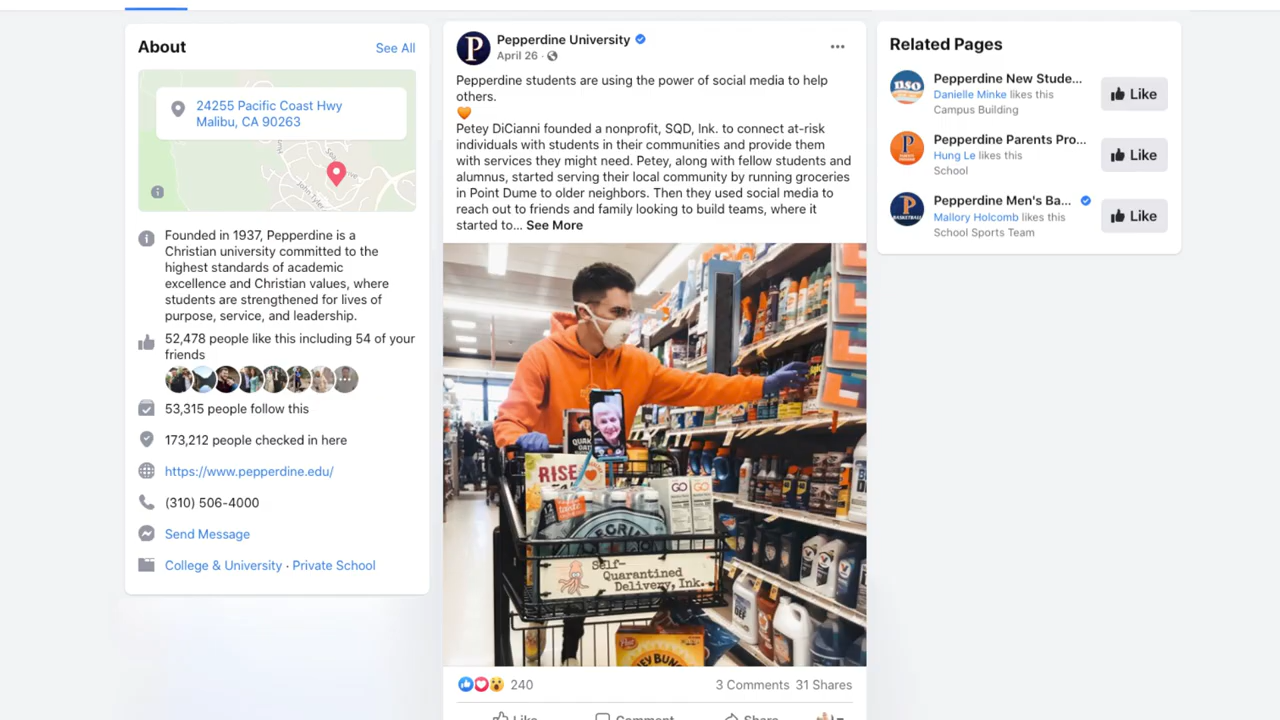 About
See All
24255 Pacific Coast Hwy
Malibu, CA 90263
Founded in 1937, Pepperdine is a
Christian university committed to the
highest standards of academic
excellence and Christian values, where
students are strengthened for lives of
purpose, service, and leadership.
52,478 people like this including 54 of your
friends
53,315 people follow this
173,212 people checked in here
https://www.pepperdine.edu/
(310) 506-4000
Send Message
College & University · Private School
P
Pepperdine University
April 26 ·
Pepperdine students are using the power of social media to help
others.
🧡
Petey DiCianni founded a nonprofit, SQD, Ink. to connect at-risk
individuals with students in their communities and provide them
with services they might need. Petey, along with fellow students and
alumnus, started serving their local community by running groceries
in Point Dume to older neighbors. Then they used social media to
reach out to friends and family looking to build teams, where it
started to... See More
QUAK
RISE
GO
GO
12
Self-
Quarantined
Delivery, Ink.
DEF
Post
240
3 Comments 31 Shares
Like
Comment
Share
Related Pages
nso
Pepperdine New Stude...
Danielle Minke likes this
Campus Building
Like
Pepperdine Parents Pro...
Hung Le likes this
School
Like
P
BASKETBALL
Pepperdine Men's Ba...
Mallory Holcomb likes this
School Sports Team
Like